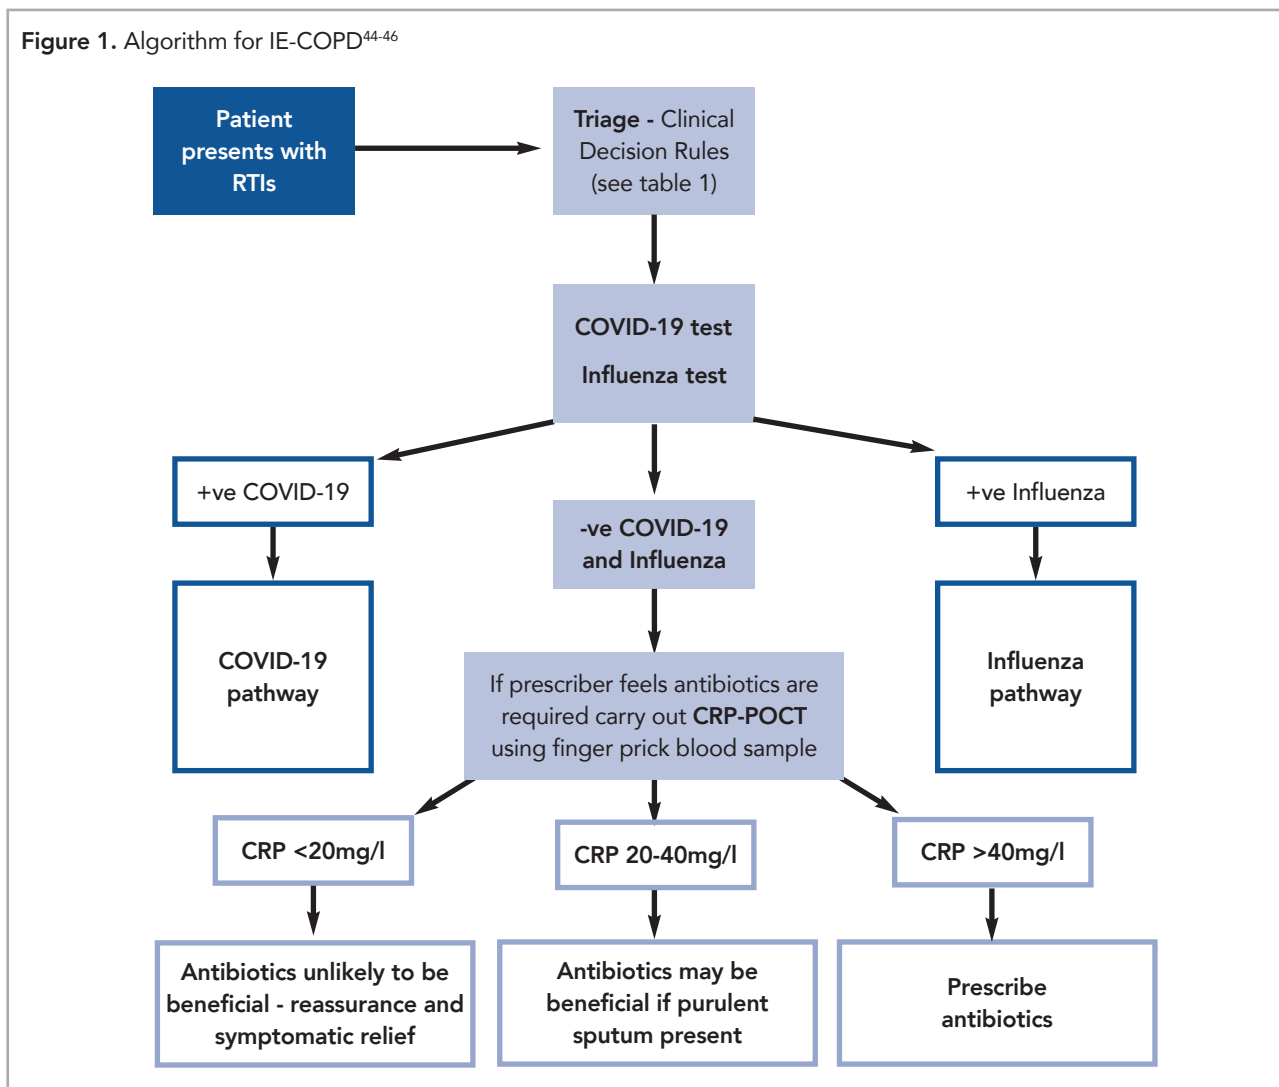 Figure 1. Algorithm for IE-COPD44-46
Patient
presents with
RTIs
Triage - Clinical
Decision Rules
(see table 1)
COVID-19 test
Influenza test
+ve COVID-19
-ve COVID-19
and Influenza
+ve Influenza
COVID-19
pathway
If prescriber feels antibiotics are
required carry out CRP-POCT
using finger prick blood sample
Influenza
pathway
CRP <20mg/l
CRP 20-40mg/l
CRP >40mg/l
Antibiotics unlikely to be
beneficial - reassurance and
symptomatic relief
Antibiotics may be
beneficial if purulent
sputum present
Prescribe
antibiotics